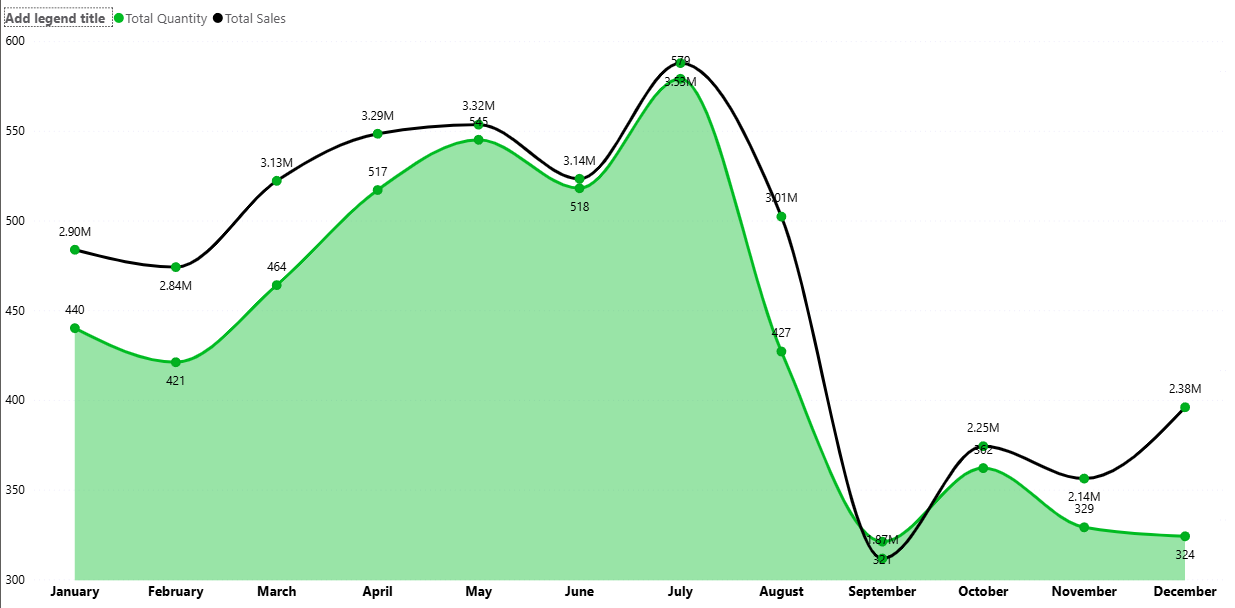 Add legend title Total Quantity Total Sales
600
579
3.53M
3.32M
3.29M
545
550
3.13M
3.14M
517
518
3.01M
500
2.90M
2.84M
464
450
440
427
421
400
2.38M
2.25M
362
350
2.14M
329
1.87M
321
324
300
January February March April May June July August September October November December